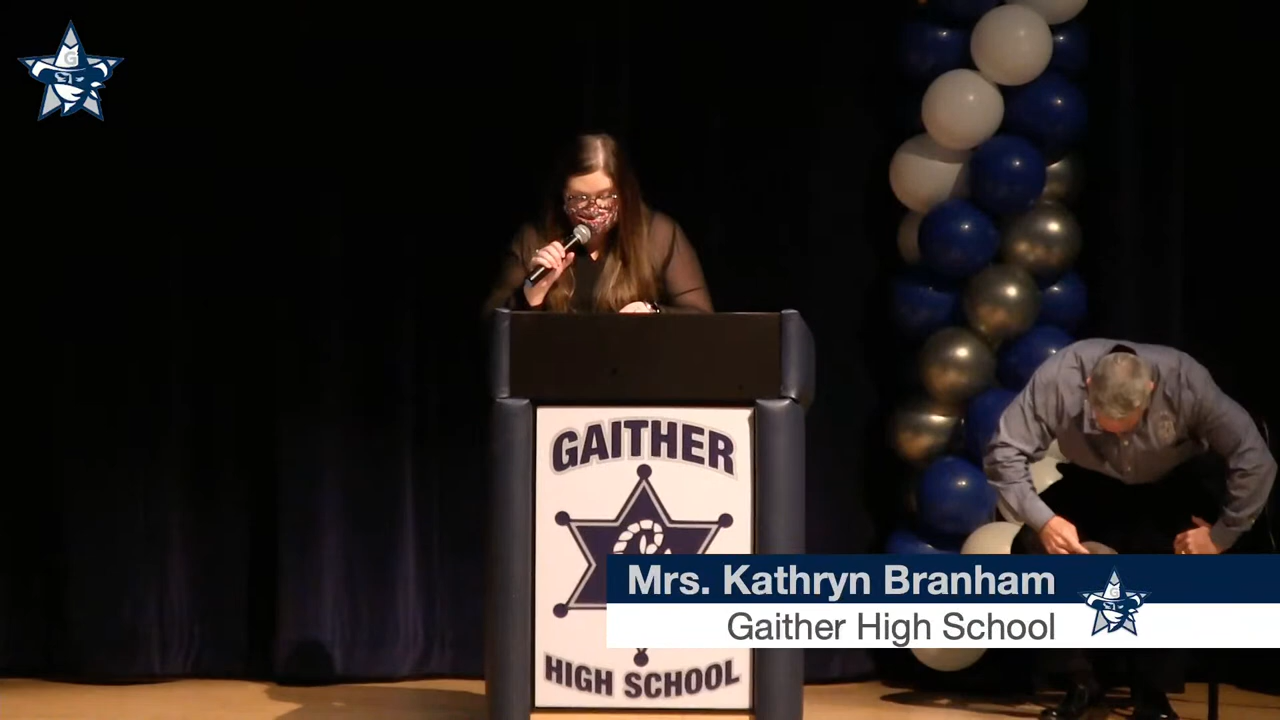 G
GAITHER
HIGH SCHOOL
Mrs. Kathryn Branham
Gaither High School